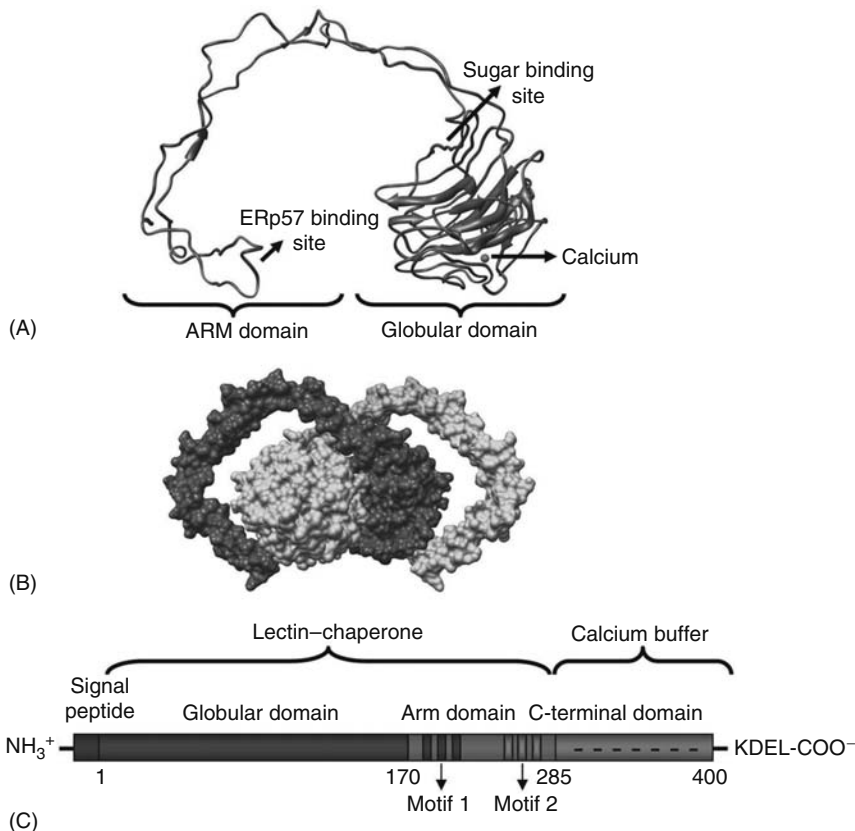 Sugar binding
site
ERp57 binding
site
Calcium
ARM domain
Globular domain
(A)
(B)
Lectin–chaperone
Calcium buffer
Signal
peptide
Globular domain
Arm domain
C-terminal domain
NH₃⁺
KDEL-COO⁻
1
170
285
400
Motif 1
Motif 2
(C)